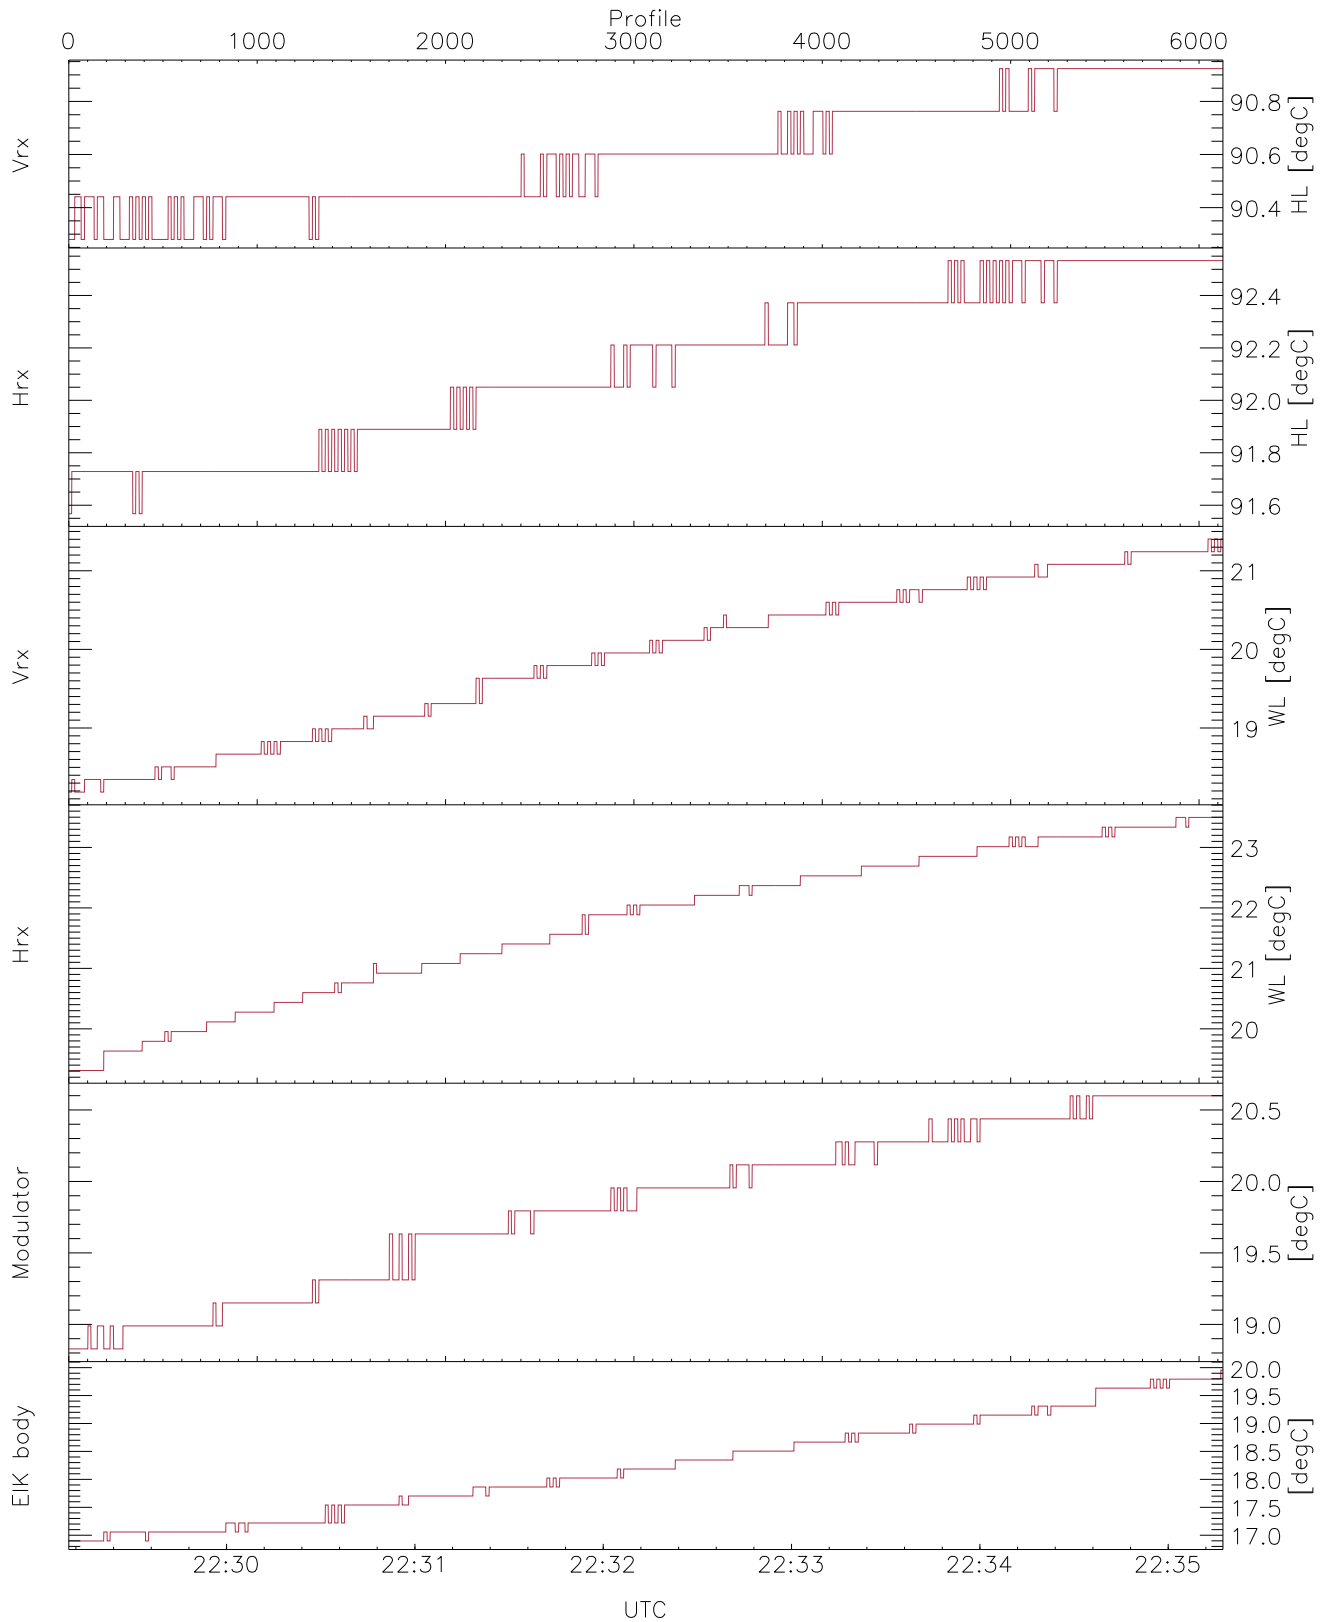 Profile
0 1000 2000 3000 4000 5000 6000
Vrx
90.8
90.6
90.4
HL [degC]
Hrx
92.4
92.2
92.0
91.8
91.6
HL [degC]
Vrx
21
20
19
WL [degC]
Hrx
23
22
21
20
WL [degC]
Modulator
20.5
20.0
19.5
19.0
[degC]
EIK body
20.0
19.5
19.0
18.5
18.0
17.5
17.0
[degC]
22:30 22:31 22:32 22:33 22:34 22:35
UTC